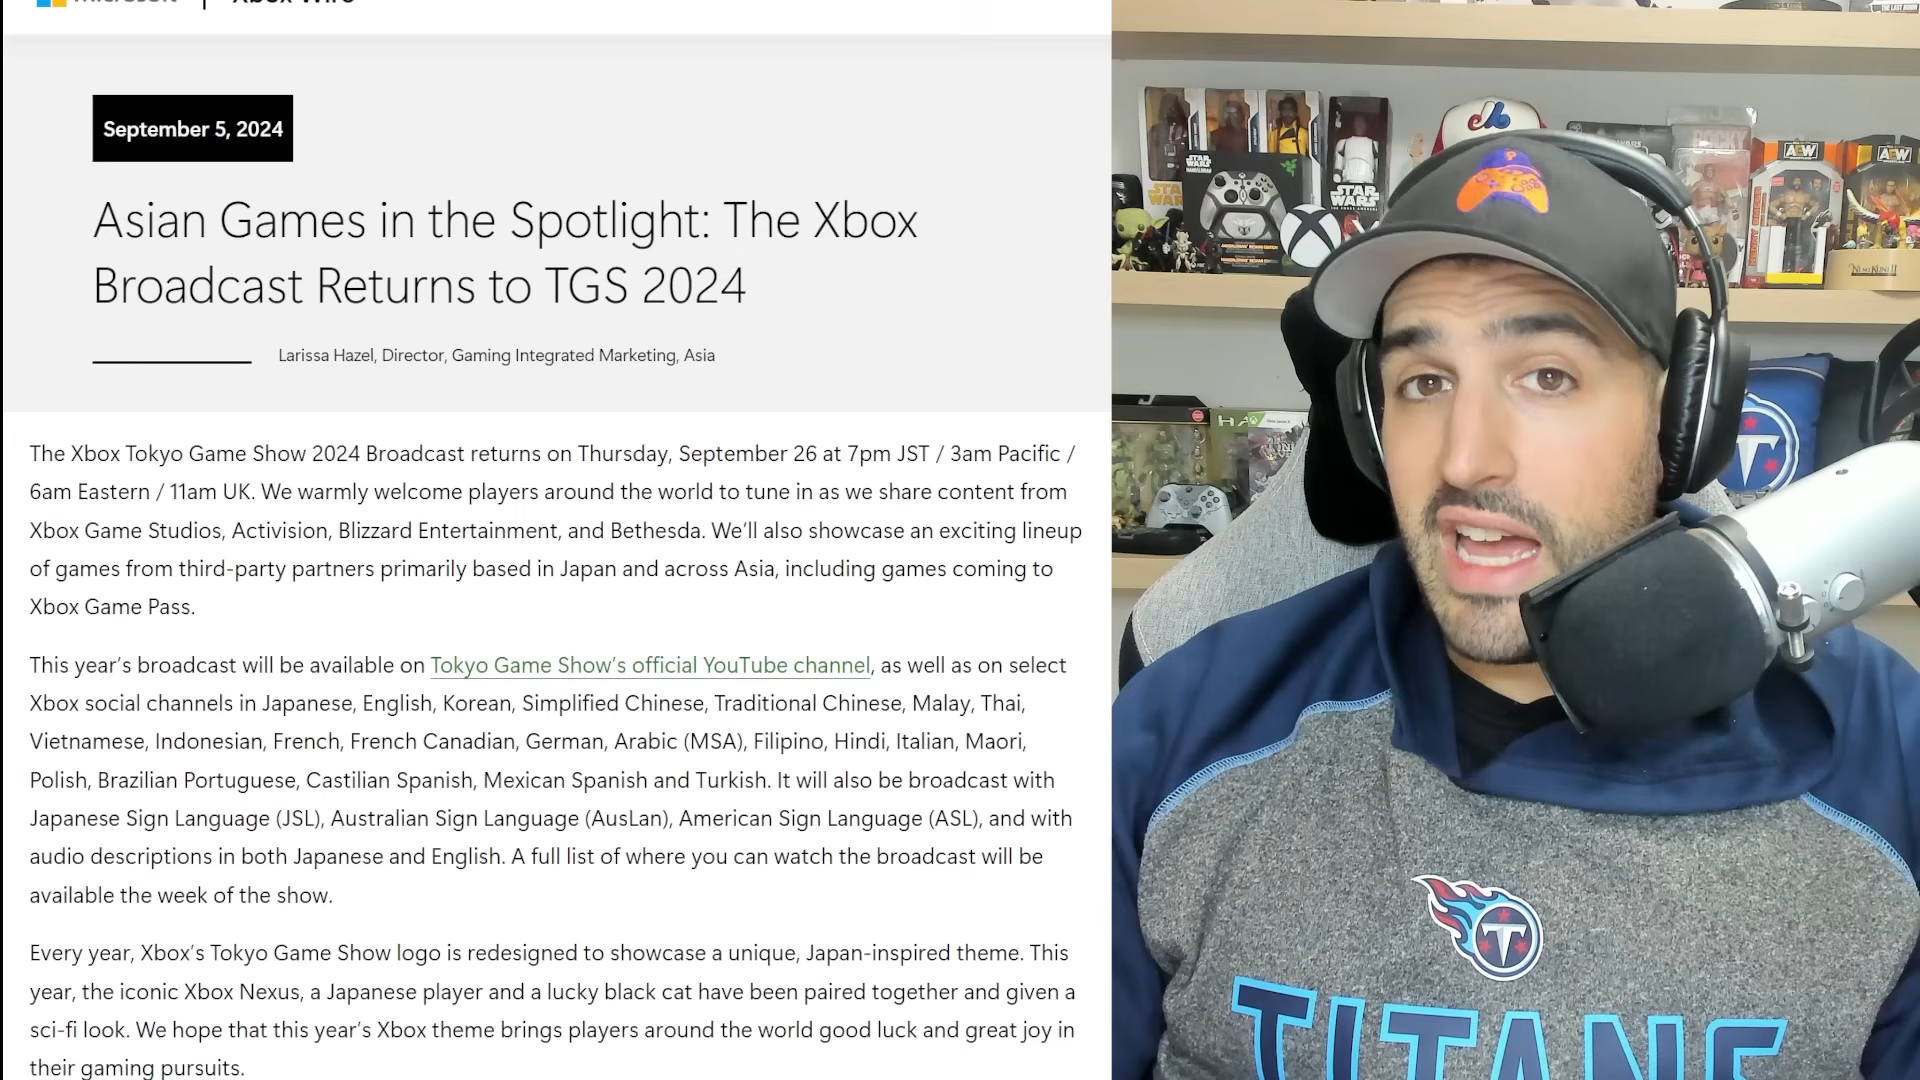 Microsoft | Xbox Wire
September 5, 2024
Asian Games in the Spotlight: The Xbox
Broadcast Returns to TGS 2024
Larissa Hazel, Director, Gaming Integrated Marketing, Asia
The Xbox Tokyo Game Show 2024 Broadcast returns on Thursday, September 26 at 7pm JST / 3am Pacific /
6am Eastern / 11am UK. We warmly welcome players around the world to tune in as we share content from
Xbox Game Studios, Activision, Blizzard Entertainment, and Bethesda. We’ll also showcase an exciting lineup
of games from third-party partners primarily based in Japan and across Asia, including games coming to
Xbox Game Pass.
This year’s broadcast will be available on Tokyo Game Show’s official YouTube channel, as well as on select
Xbox social channels in Japanese, English, Korean, Simplified Chinese, Traditional Chinese, Malay, Thai,
Vietnamese, Indonesian, French, French Canadian, German, Arabic (MSA), Filipino, Hindi, Italian, Maori,
Polish, Brazilian Portuguese, Castilian Spanish, Mexican Spanish and Turkish. It will also be broadcast with
Japanese Sign Language (JSL), Australian Sign Language (AusLan), American Sign Language (ASL), and with
audio descriptions in both Japanese and English. A full list of where you can watch the broadcast will be
available the week of the show.
Every year, Xbox’s Tokyo Game Show logo is redesigned to showcase a unique, Japan-inspired theme. This
year, the iconic Xbox Nexus, a Japanese player and a lucky black cat have been paired together and given a
sci-fi look. We hope that this year’s Xbox theme brings players around the world good luck and great joy in
their gaming pursuits.
STAR WARS
STAR WARS
ROCKY
AEW
AEW
T
TITANS